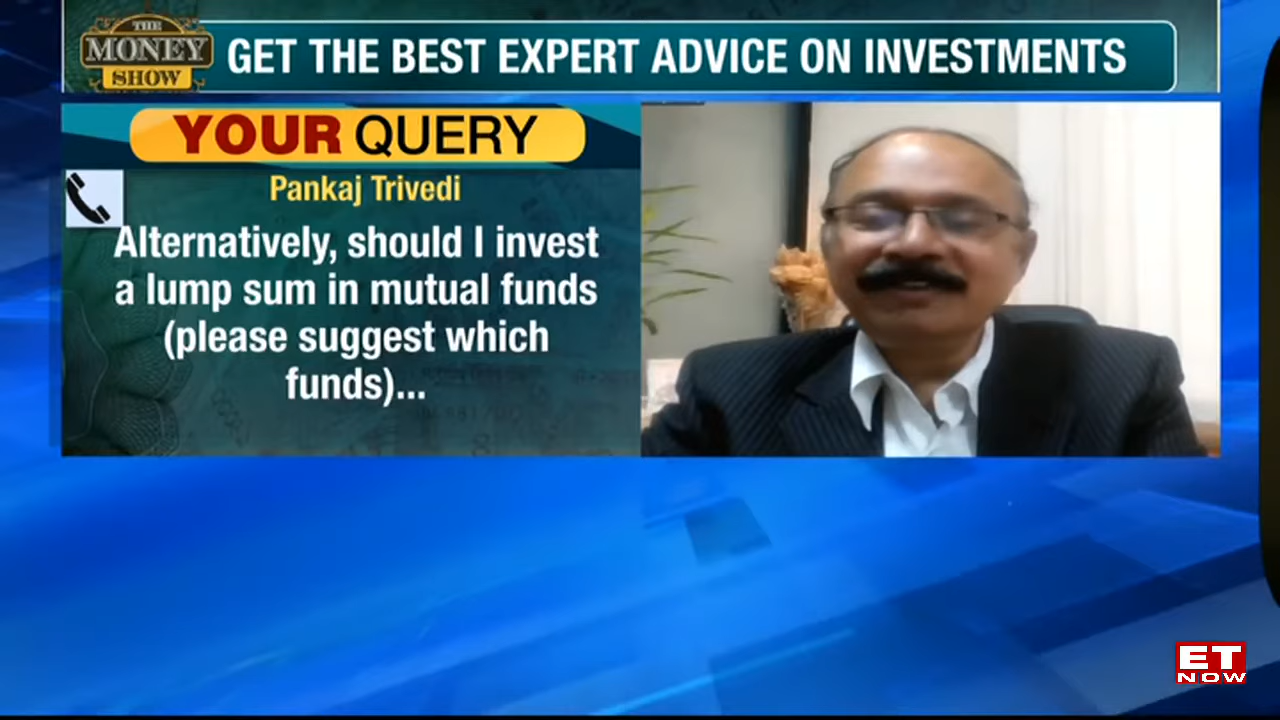 THE
MONEY
SHOW
GET THE BEST EXPERT ADVICE ON INVESTMENTS
YOUR QUERY
Pankaj Trivedi
Alternatively, should I invest
a lump sum in mutual funds
(please suggest which
funds)...
ET
NOW